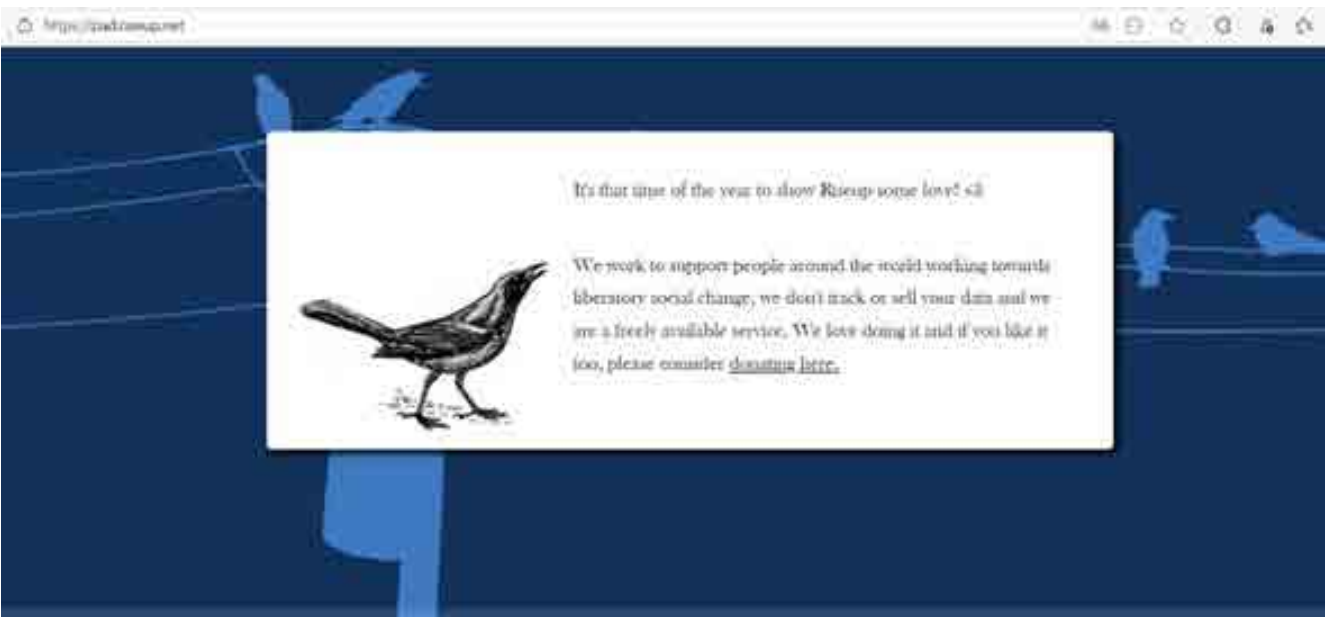 https://pad.riseup.net
It's that time of the year to show Riseup some love! <3
We work to support people around the world working towards
liberatory social change, we don't track or sell your data and we
are a freely available service. We love doing it and if you like it
too, please consider donating here.